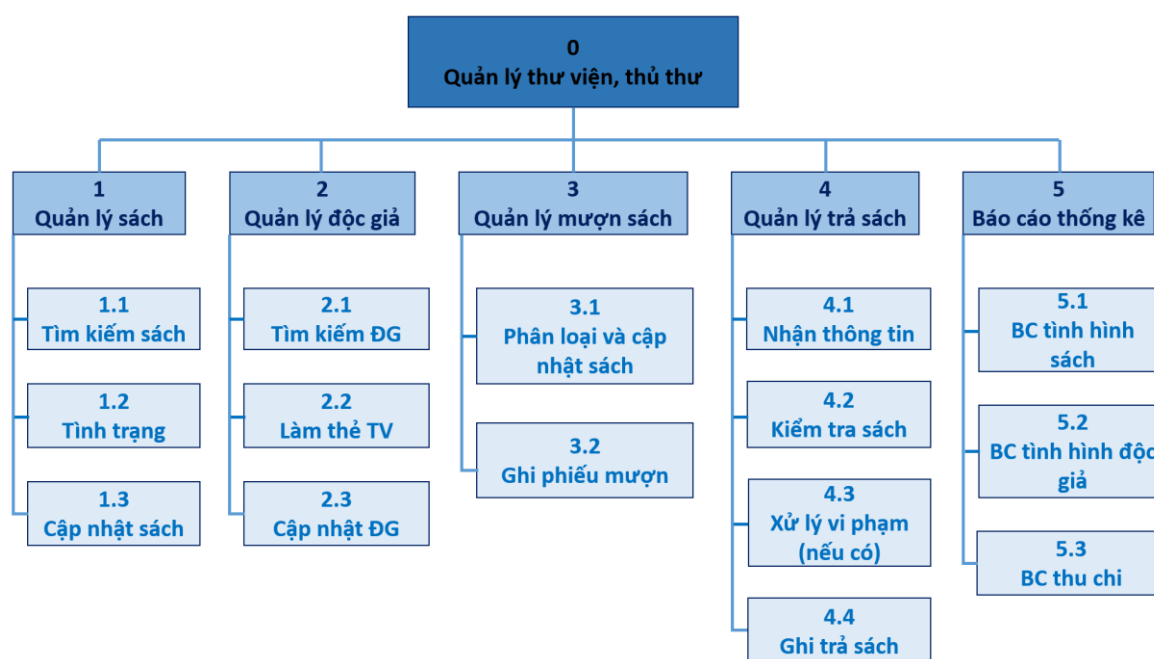 0
Quản lý thư viện, thủ thư
1
Quản lý sách
2
Quản lý độc giả
3
Quản lý mượn sách
4
Quản lý trả sách
5
Báo cáo thống kê
1.1
Tìm kiếm sách
1.2
Tình trạng
1.3
Cập nhật sách
2.1
Tìm kiếm ĐG
2.2
Làm thẻ TV
2.3
Cập nhật ĐG
3.1
Phân loại và cập
nhật sách
3.2
Ghi phiếu mượn
4.1
Nhận thông tin
4.2
Kiểm tra sách
4.3
Xử lý vi phạm
(nếu có)
4.4
Ghi trả sách
5.1
BC tình hình
sách
5.2
BC tình hình độc
giả
5.3
BC thu chi